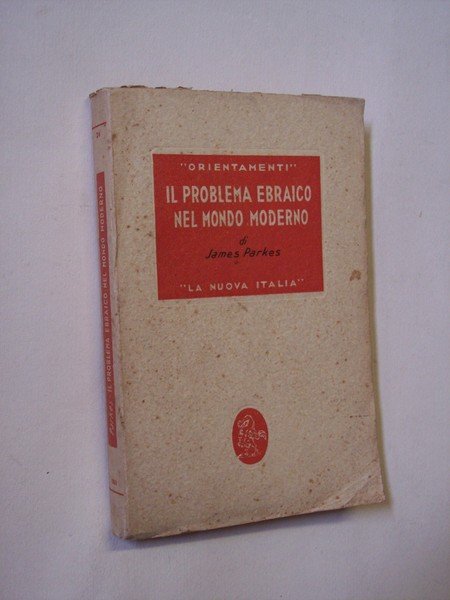 "ORIENTAMENTI"
IL PROBLEMA EBRAICO
NEL MONDO MODERNO
di
James Parkes
"LA NUOVA ITALIA"
IL PROBLEMA EBRAICO NEL MONDO MODERNO